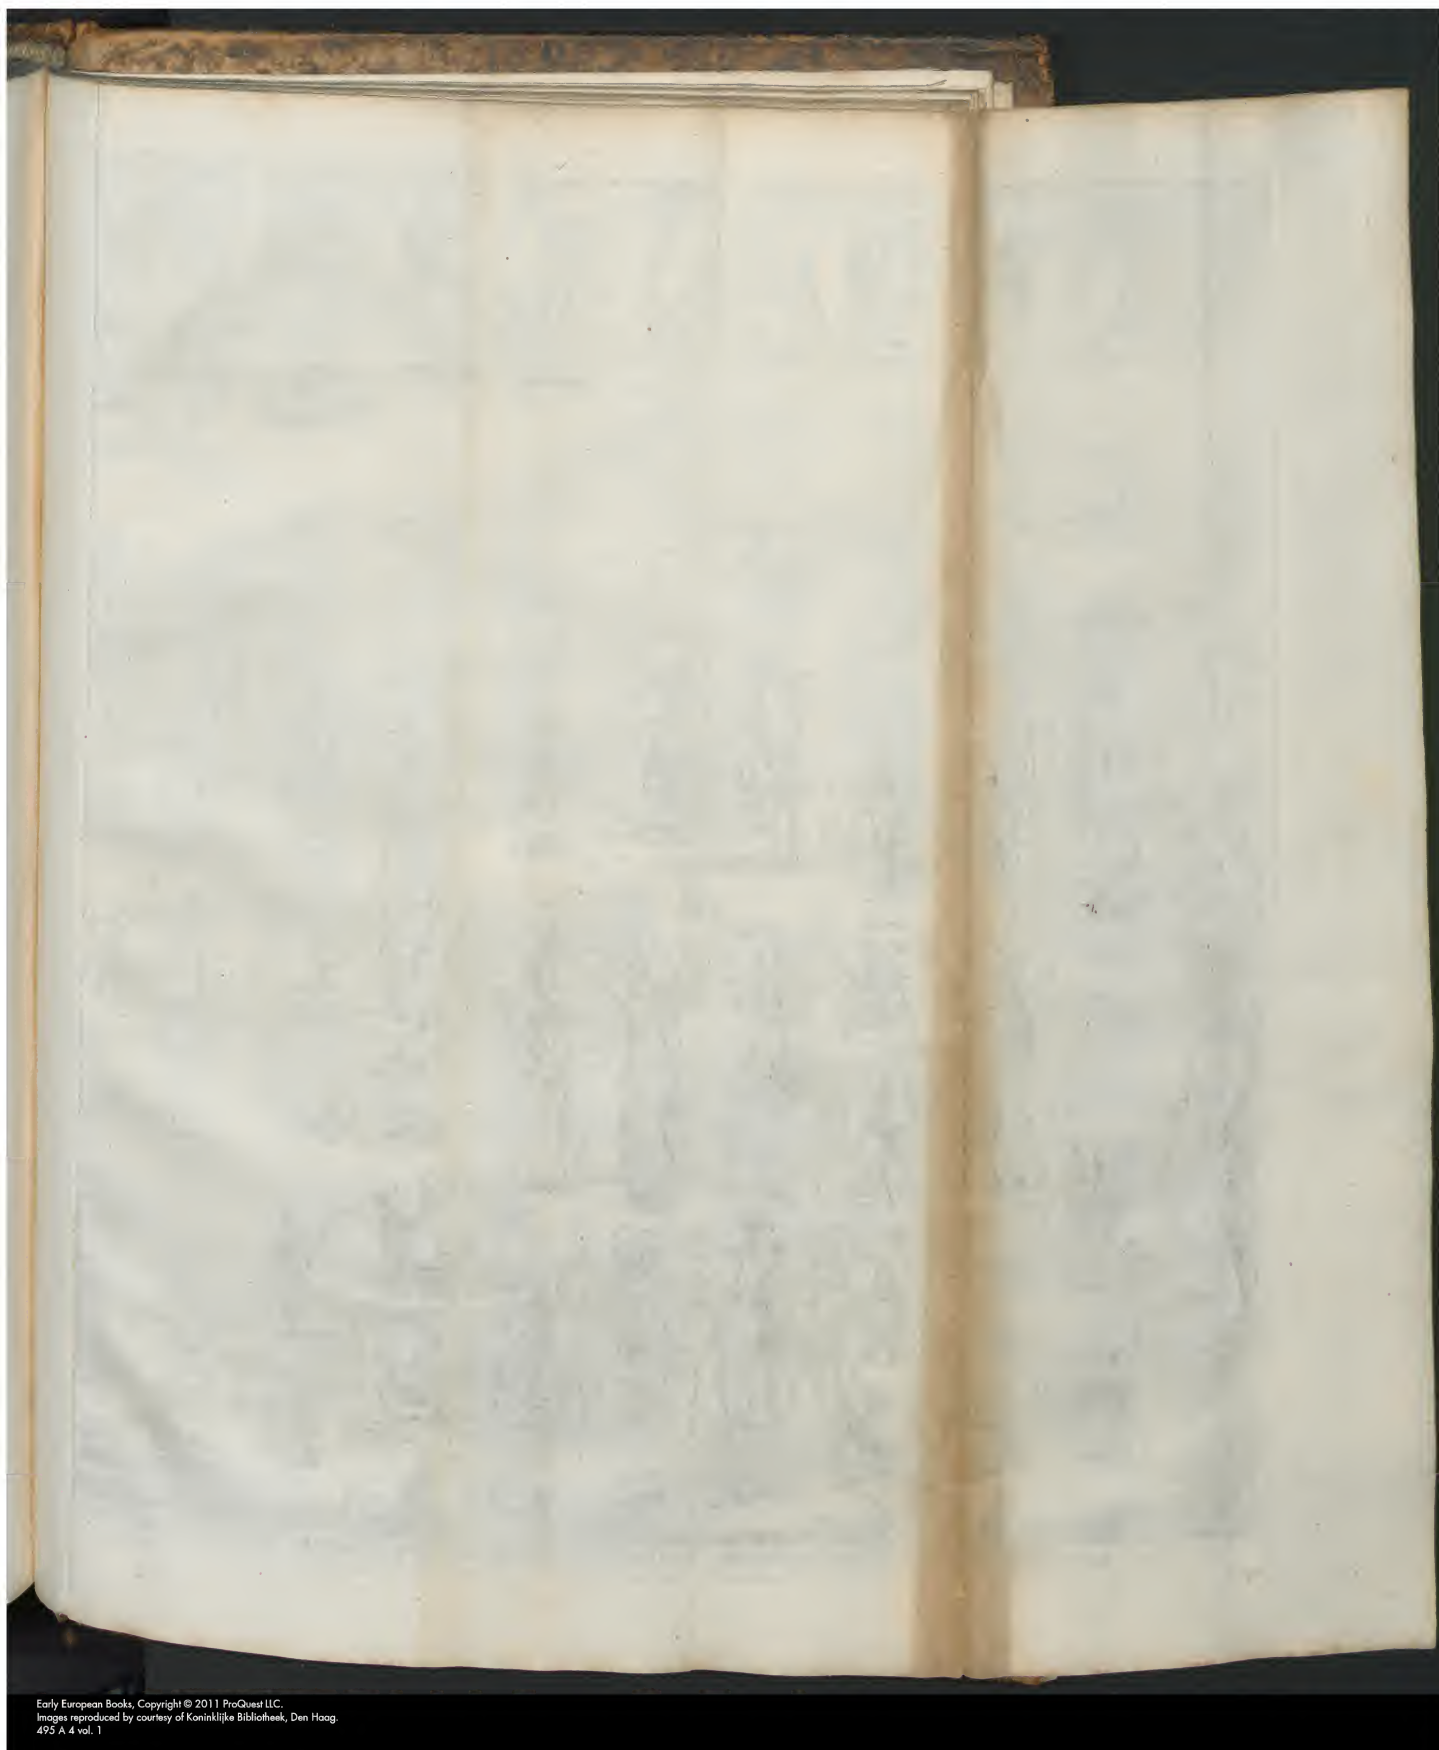 Early European Books, Copyright © 2011 ProQuest LLC.
Images reproduced by courtesy of Koninklijke Bibliotheek, Den Haag.
495 A 4 vol. 1